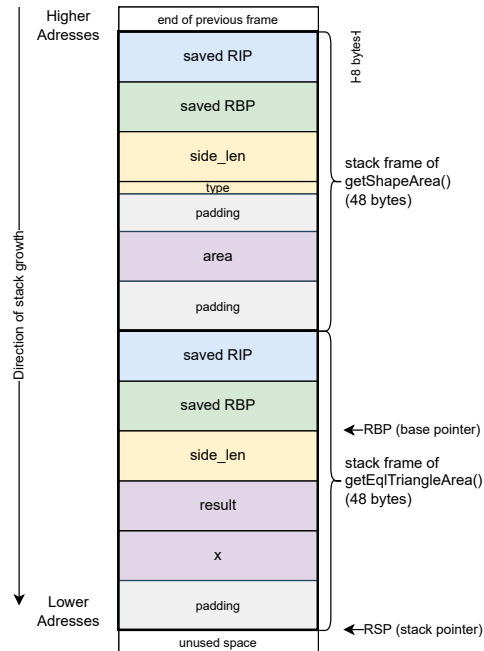 Higher
Adresses
end of previous frame
saved RIP
⊢8 bytes⊣
saved RBP
side_len
stack frame of
getShapeArea()
(48 bytes)
type
padding
area
padding
Direction of stack growth
saved RIP
saved RBP
RBP (base pointer)
side_len
stack frame of
getEqlTriangleArea()
(48 bytes)
result
x
Lower
Adresses
padding
RSP (stack pointer)
unused space